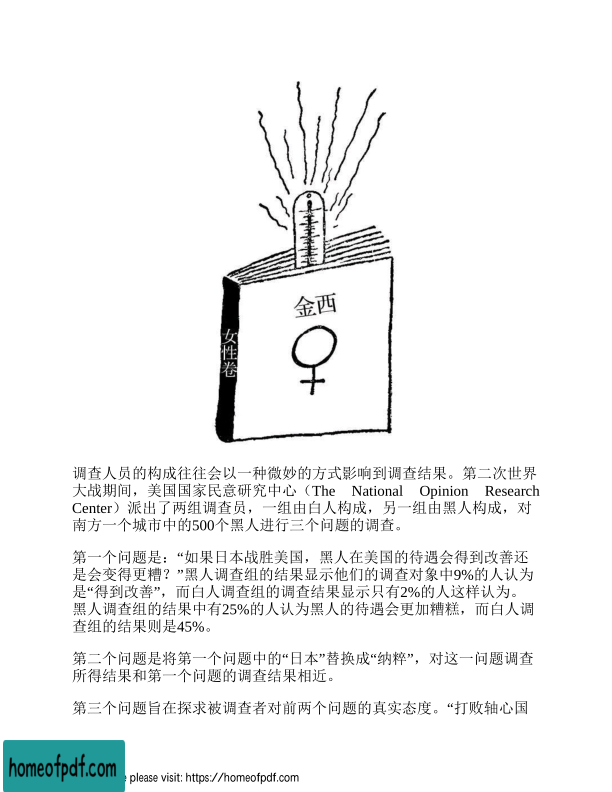 金西
女性卷
调查人员的构成往往会以一种微妙的方式影响到调查结果。第二次世界
大战期间，美国国家民意研究中心（The National Opinion Research
Center）派出了两组调查员，一组由白人构成，另一组由黑人构成，对
南方一个城市中的500个黑人进行三个问题的调查。
第一个问题是：“如果日本战胜美国，黑人在美国的待遇会得到改善还
是会变得更糟？”黑人调查组的结果显示他们的调查对象中9%的人认为
是“得到改善”，而白人调查组的调查结果显示只有2%的人这样认为。
黑人调查组的结果中有25%的人认为黑人的待遇会更加糟糕，而白人调
查组的结果则是45%。
第二个问题是将第一个问题中的“日本”替换成“纳粹”，对这一问题调查
所得结果和第一个问题的调查结果相近。
第三个问题旨在探求被调查者对前两个问题的真实态度。“打败轴心国
homeofpdf.com
e please visit: https://homeofpdf.com